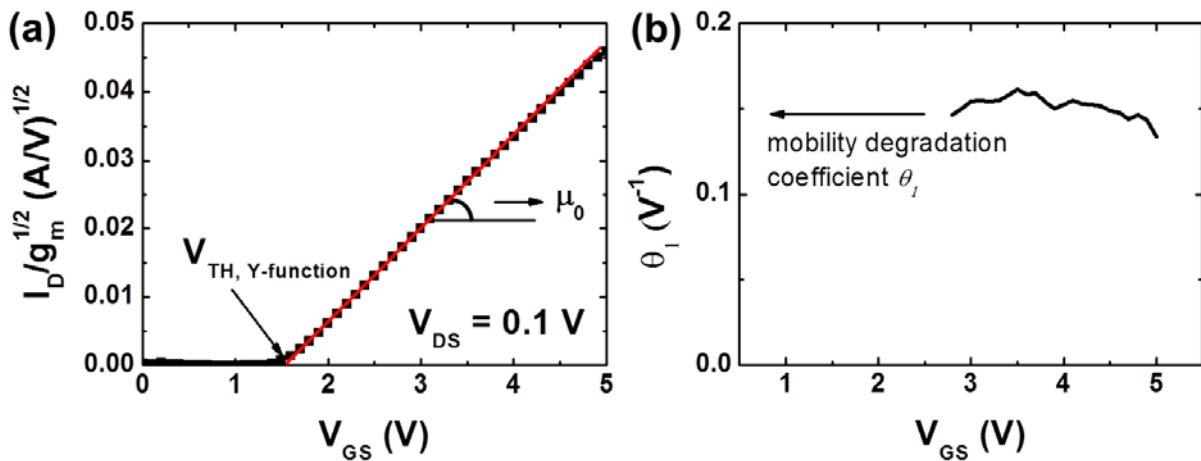 (a)
0.05
0.04
0.03
0.02
0.01
0.00
I_D/g_m^1/2 (A/V)^1/2
V_TH, Y-function
μ_0
V_DS = 0.1 V
0 1 2 3 4 5
V_GS (V)
(b)
0.2
0.1
0.0
θ_1 (V^-1)
mobility degradation
coefficient θ_1
1 2 3 4 5
V_GS (V)